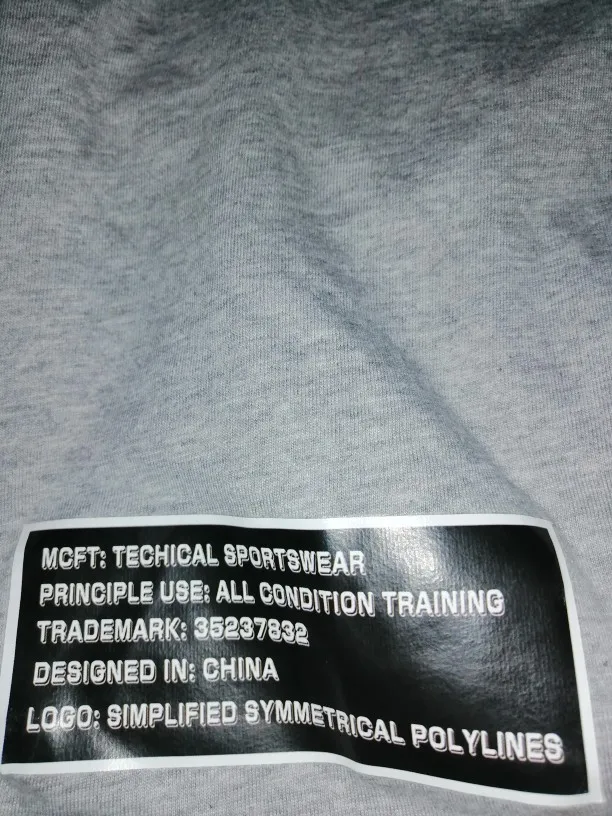 MCFT: TECHICAL SPORTSWEAR
PRINCIPLE USE: ALL CONDITION TRAINING
TRADEMARK: 35237832
DESIGNED IN: CHINA
LOGO: SIMPLIFIED SYMMETRICAL POLYLINES